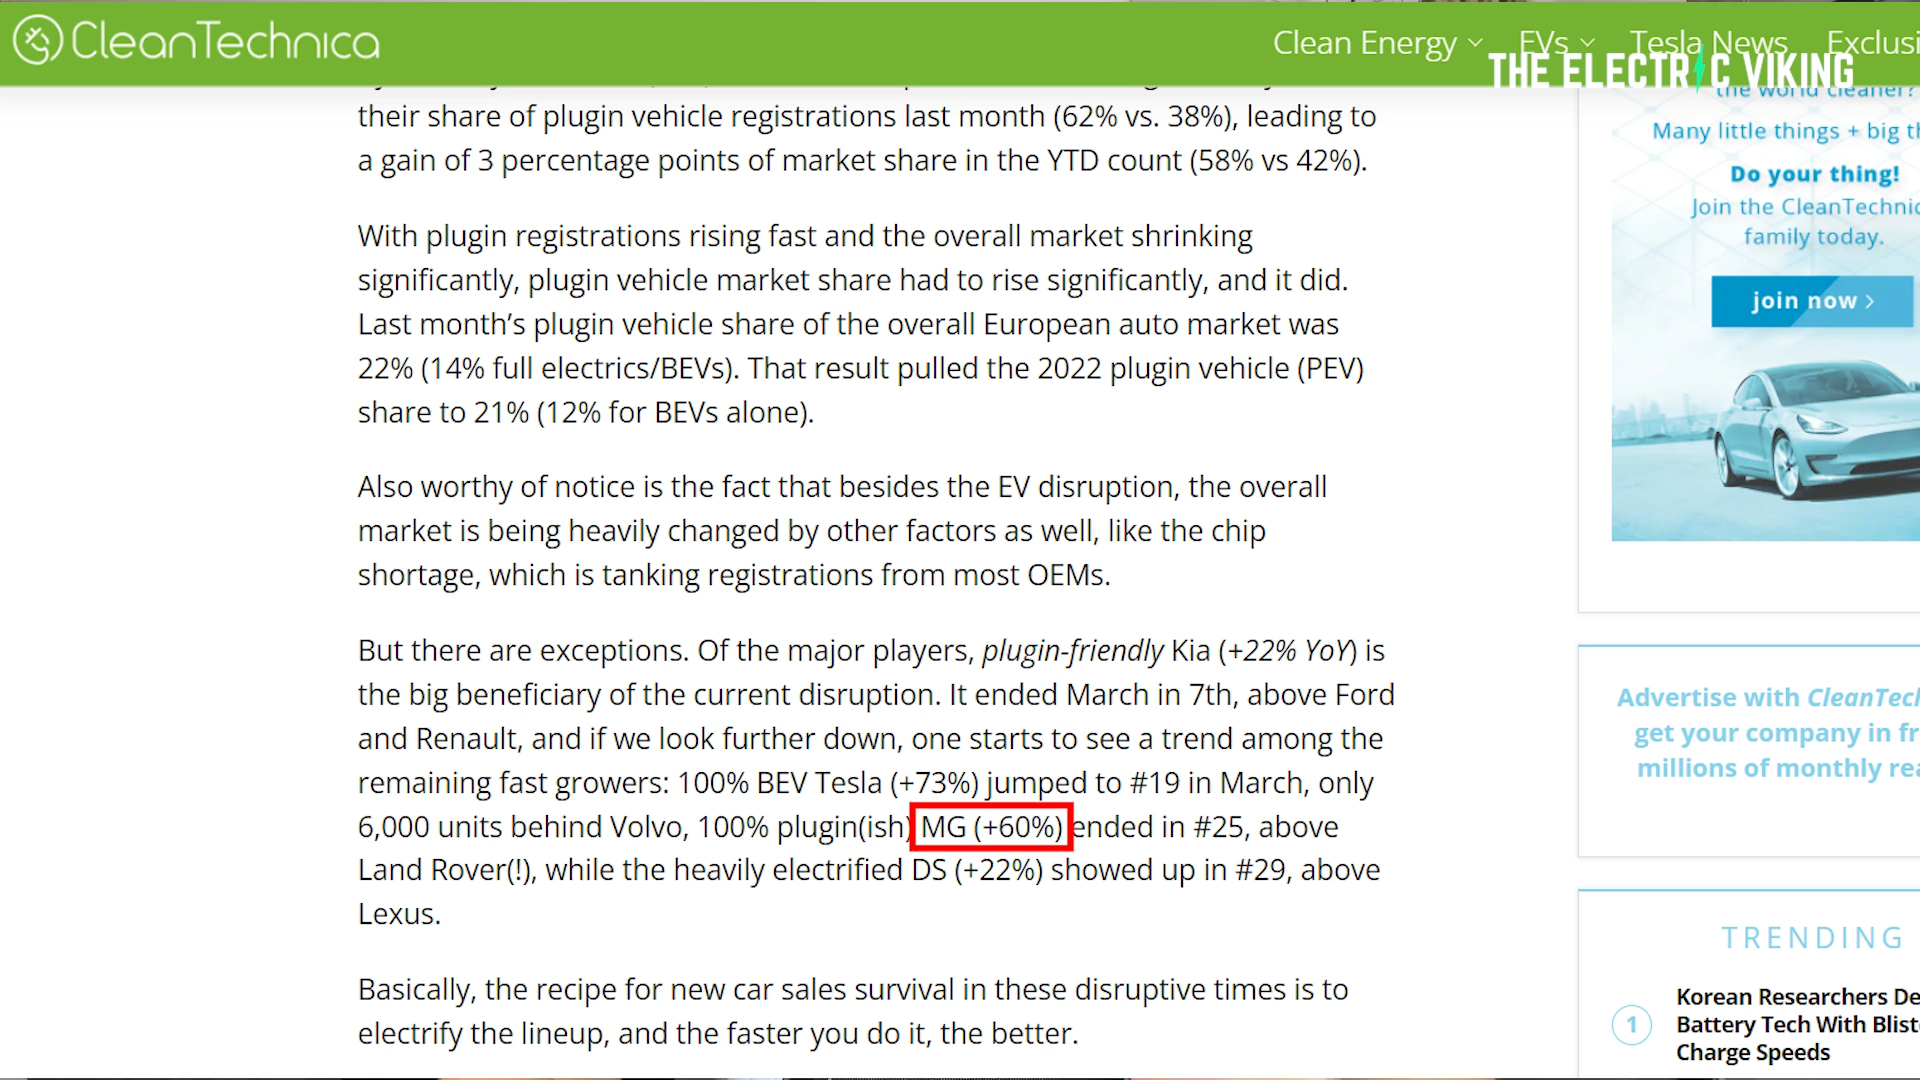 CleanTechnica
Clean Energy EVs Tesla News
THE ELECTRIC VIKING
their share of plugin vehicle registrations last month (62% vs. 38%), leading to
a gain of 3 percentage points of market share in the YTD count (58% vs 42%).
With plugin registrations rising fast and the overall market shrinking
significantly, plugin vehicle market share had to rise significantly, and it did.
Last month’s plugin vehicle share of the overall European auto market was
22% (14% full electrics/BEVs). That result pulled the 2022 plugin vehicle (PEV)
share to 21% (12% for BEVs alone).
Also worthy of notice is the fact that besides the EV disruption, the overall
market is being heavily changed by other factors as well, like the chip
shortage, which is tanking registrations from most OEMs.
But there are exceptions. Of the major players, plugin-friendly Kia (+22% YoY) is
the big beneficiary of the current disruption. It ended March in 7th, above Ford
and Renault, and if we look further down, one starts to see a trend among the
remaining fast growers: 100% BEV Tesla (+73%) jumped to #19 in March, only
6,000 units behind Volvo, 100% plugin(ish) MG (+60%) ended in #25, above
Land Rover(!), while the heavily electrified DS (+22%) showed up in #29, above
Lexus.
Basically, the recipe for new car sales survival in these disruptive times is to
electrify the lineup, and the faster you do it, the better.
the world cleaner?
Many little things + big
Do your thing!
Join the
family today.
join now >
Advertise with
get your company in
millions of monthly
TRENDING
1
Korean Researchers
Battery Tech With
Charge Speeds